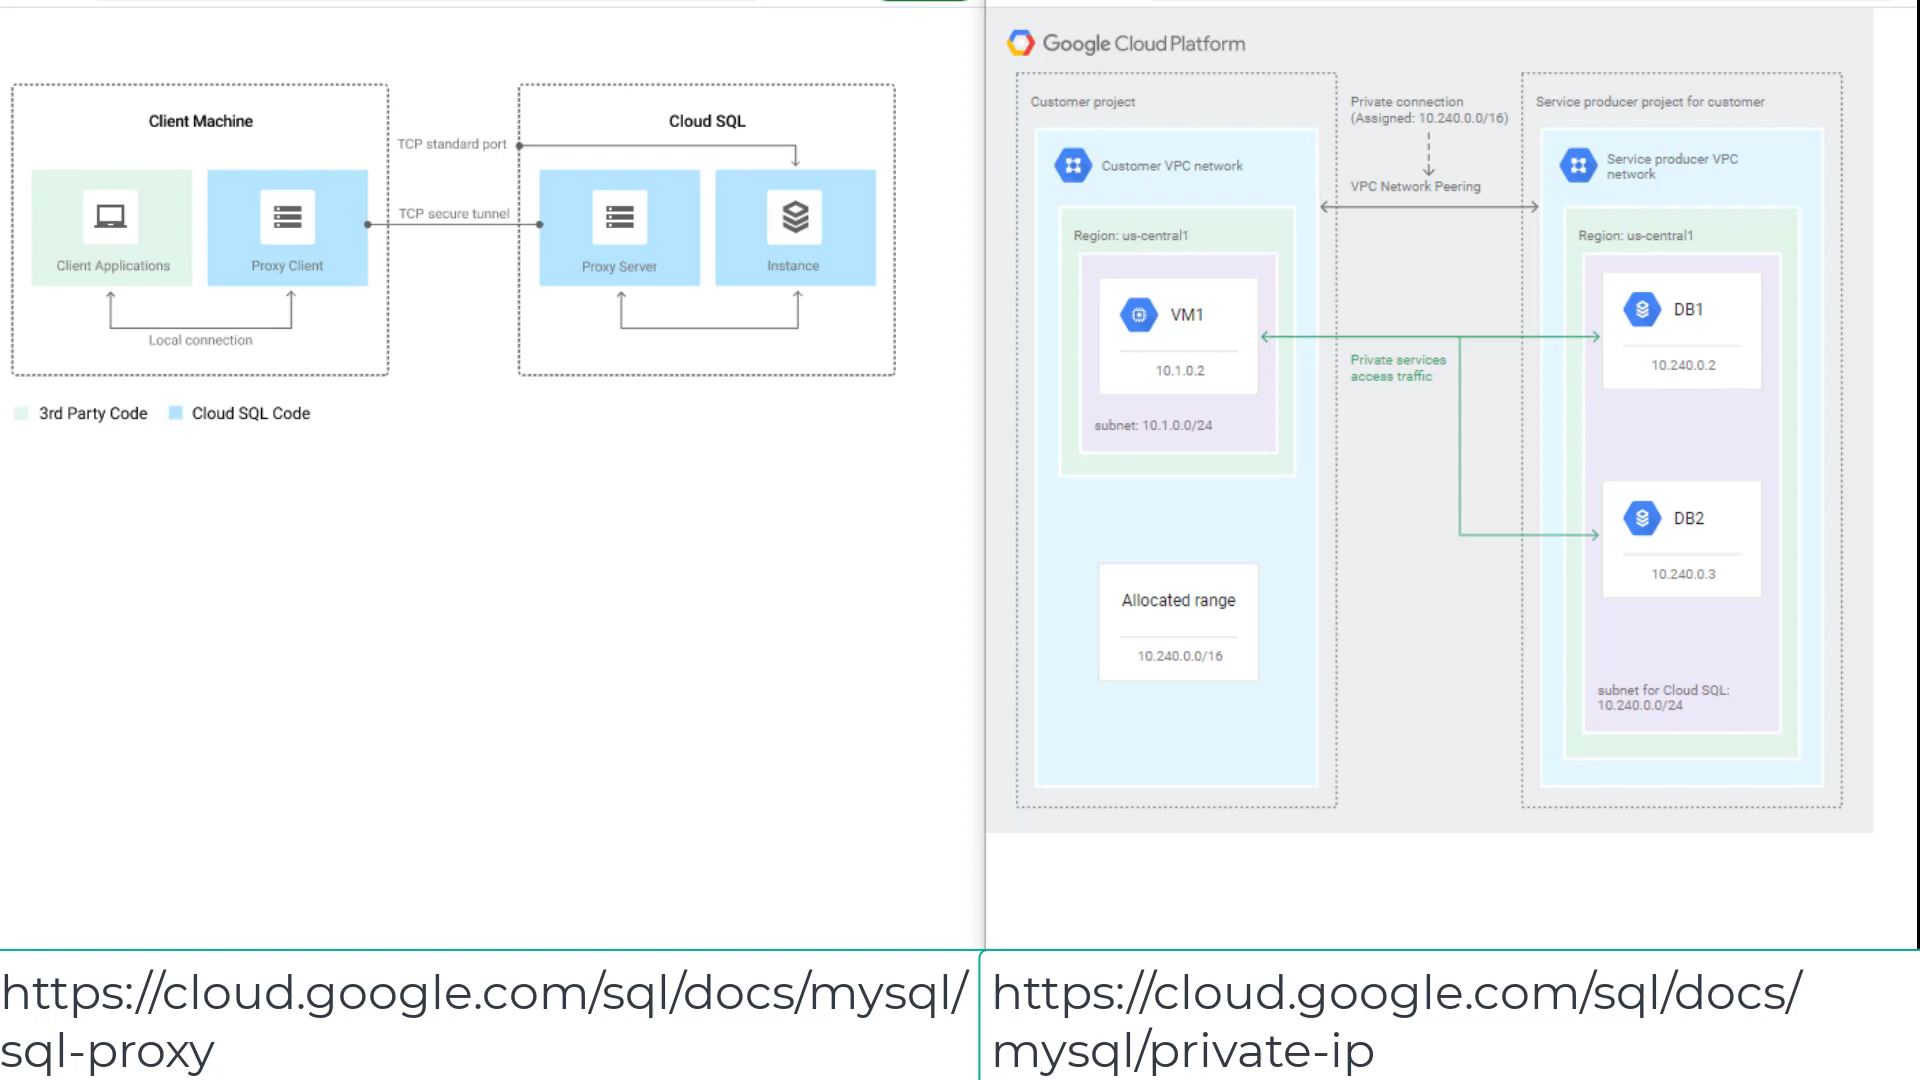 Client Machine
Cloud SQL
TCP standard port
TCP secure tunnel
Client Applications
Proxy Client
Proxy Server
Instance
Local connection
3rd Party Code
Cloud SQL Code
Google Cloud Platform
Customer project
Private connection
(Assigned: 10.240.0.0/16)
Service producer project for customer
Customer VPC network
VPC Network Peering
Service producer VPC
network
Region: us-central1
Region: us-central1
VM1
10.1.0.2
subnet: 10.1.0.0/24
Private services
access traffic
DB1
10.240.0.2
DB2
10.240.0.3
Allocated range
10.240.0.0/16
subnet for Cloud SQL:
10.240.0.0/24
https://cloud.google.com/sql/docs/mysql/
sql-proxy
https://cloud.google.com/sql/docs/
mysql/private-ip